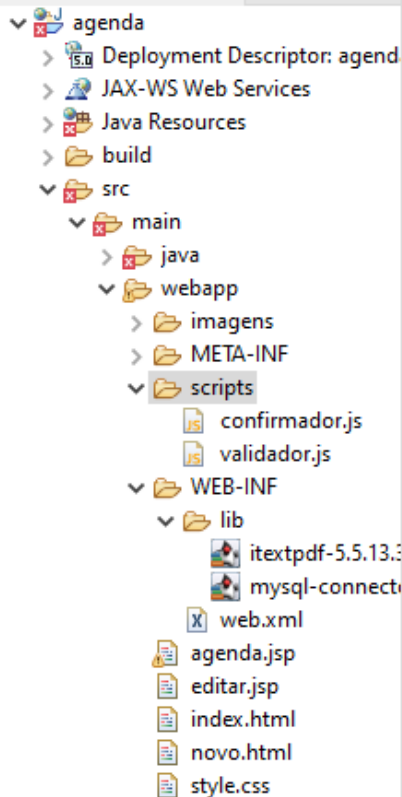 agenda
Deployment Descriptor: agend
JAX-WS Web Services
Java Resources
build
src
main
java
webapp
imagens
META-INF
scripts
confirmador.js
validador.js
WEB-INF
lib
itextpdf-5.5.13.3
mysql-connect
web.xml
agenda.jsp
editar.jsp
index.html
novo.html
style.css